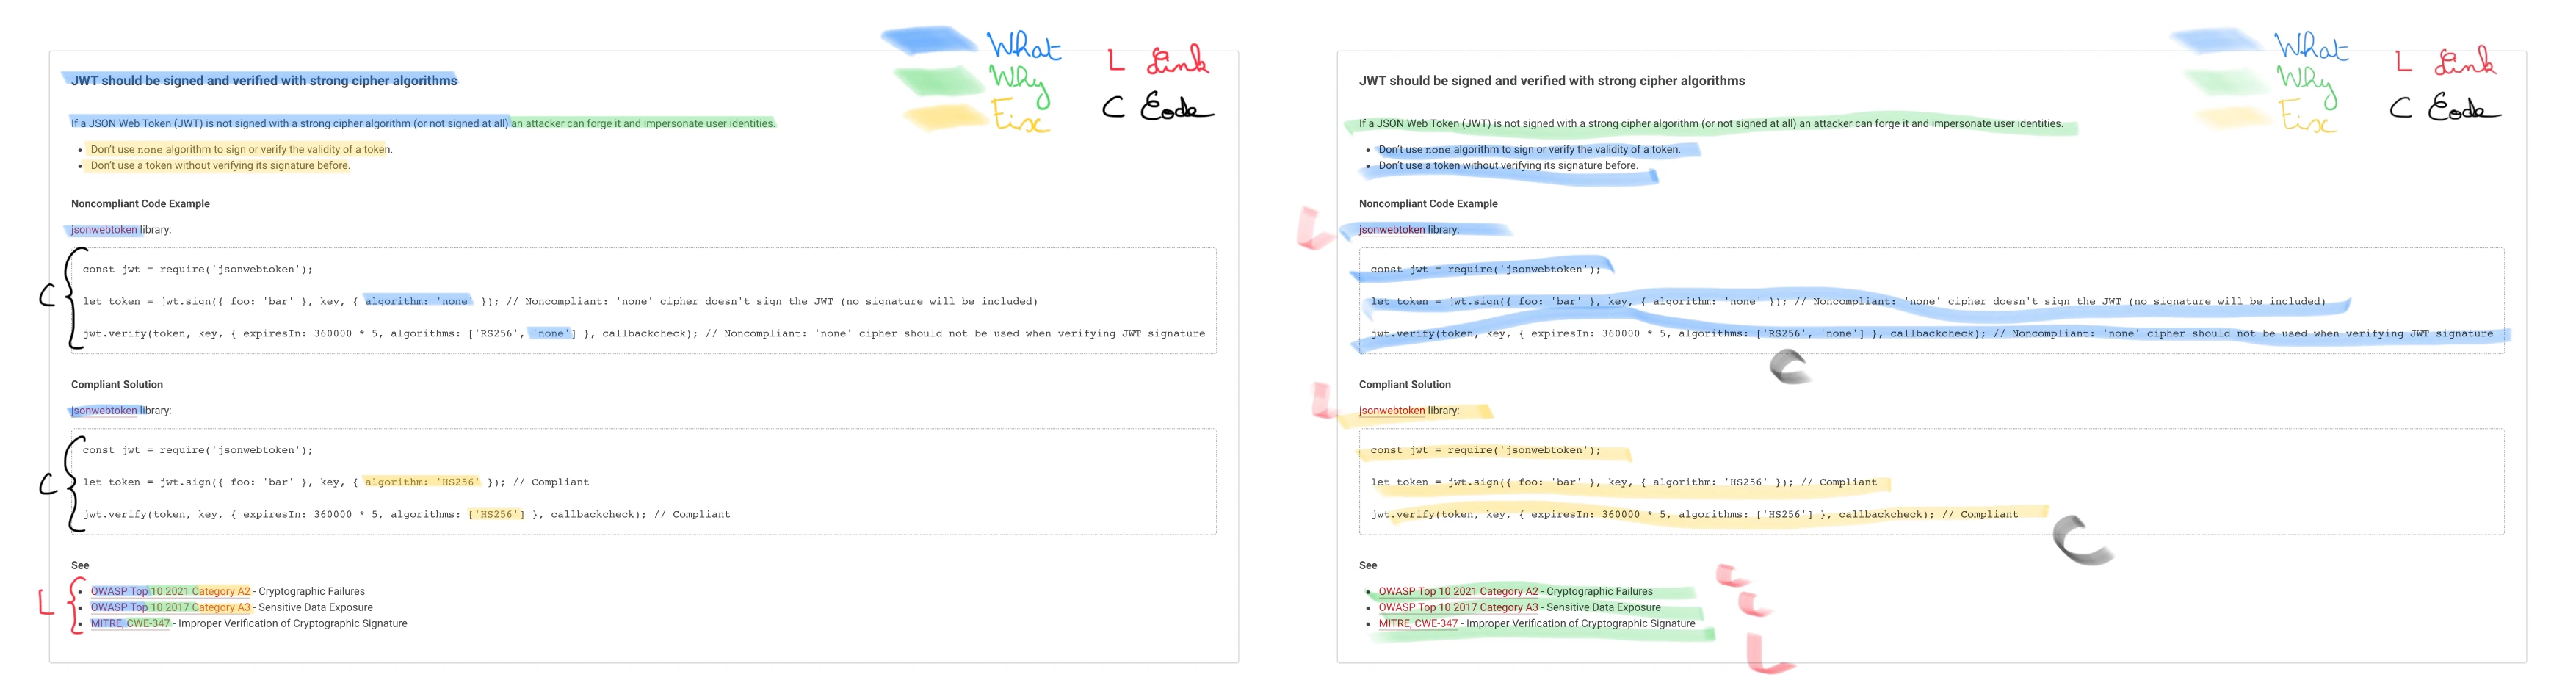 What
L Link
Why
C Code
Fix
JWT should be signed and verified with strong cipher algorithms
If a JSON Web Token (JWT) is not signed with a strong cipher algorithm (or not signed at all) an attacker can forge it and impersonate user identities.
• Don't use none algorithm to sign or verify the validity of a token.
• Don't use a token without verifying its signature before.
Noncompliant Code Example
jsonwebtoken library:
C
const jwt = require('jsonwebtoken');
let token = jwt.sign({ foo: 'bar' }, key, { algorithm: 'none' }); // Noncompliant: 'none' cipher doesn't sign the JWT (no signature will be included)
jwt.verify(token, key, { expiresIn: 360000 * 5, algorithms: ['RS256', 'none'] }, callbackcheck); // Noncompliant: 'none' cipher should not be used when verifying JWT signature
Compliant Solution
jsonwebtoken library:
C
const jwt = require('jsonwebtoken');
let token = jwt.sign({ foo: 'bar' }, key, { algorithm: 'HS256' }); // Compliant
jwt.verify(token, key, { expiresIn: 360000 * 5, algorithms: ['HS256'] }, callbackcheck); // Compliant
See
L
• OWASP Top 10 2021 Category A2 - Cryptographic Failures
• OWASP Top 10 2017 Category A3 - Sensitive Data Exposure
• MITRE, CWE-347 - Improper Verification of Cryptographic Signature
What
L Link
Why
C Code
Fix
JWT should be signed and verified with strong cipher algorithms
If a JSON Web Token (JWT) is not signed with a strong cipher algorithm (or not signed at all) an attacker can forge it and impersonate user identities.
• Don't use none algorithm to sign or verify the validity of a token.
• Don't use a token without verifying its signature before.
Noncompliant Code Example
L
jsonwebtoken library:
const jwt = require('jsonwebtoken');
let token = jwt.sign({ foo: 'bar' }, key, { algorithm: 'none' }); // Noncompliant: 'none' cipher doesn't sign the JWT (no signature will be included)
jwt.verify(token, key, { expiresIn: 360000 * 5, algorithms: ['RS256', 'none'] }, callbackcheck); // Noncompliant: 'none' cipher should not be used when verifying JWT signature
C
Compliant Solution
L
jsonwebtoken library:
const jwt = require('jsonwebtoken');
let token = jwt.sign({ foo: 'bar' }, key, { algorithm: 'HS256' }); // Compliant
jwt.verify(token, key, { expiresIn: 360000 * 5, algorithms: ['HS256'] }, callbackcheck); // Compliant
C
See
• OWASP Top 10 2021 Category A2 - Cryptographic Failures
L
• OWASP Top 10 2017 Category A3 - Sensitive Data Exposure
L
• MITRE, CWE-347 - Improper Verification of Cryptographic Signature
L